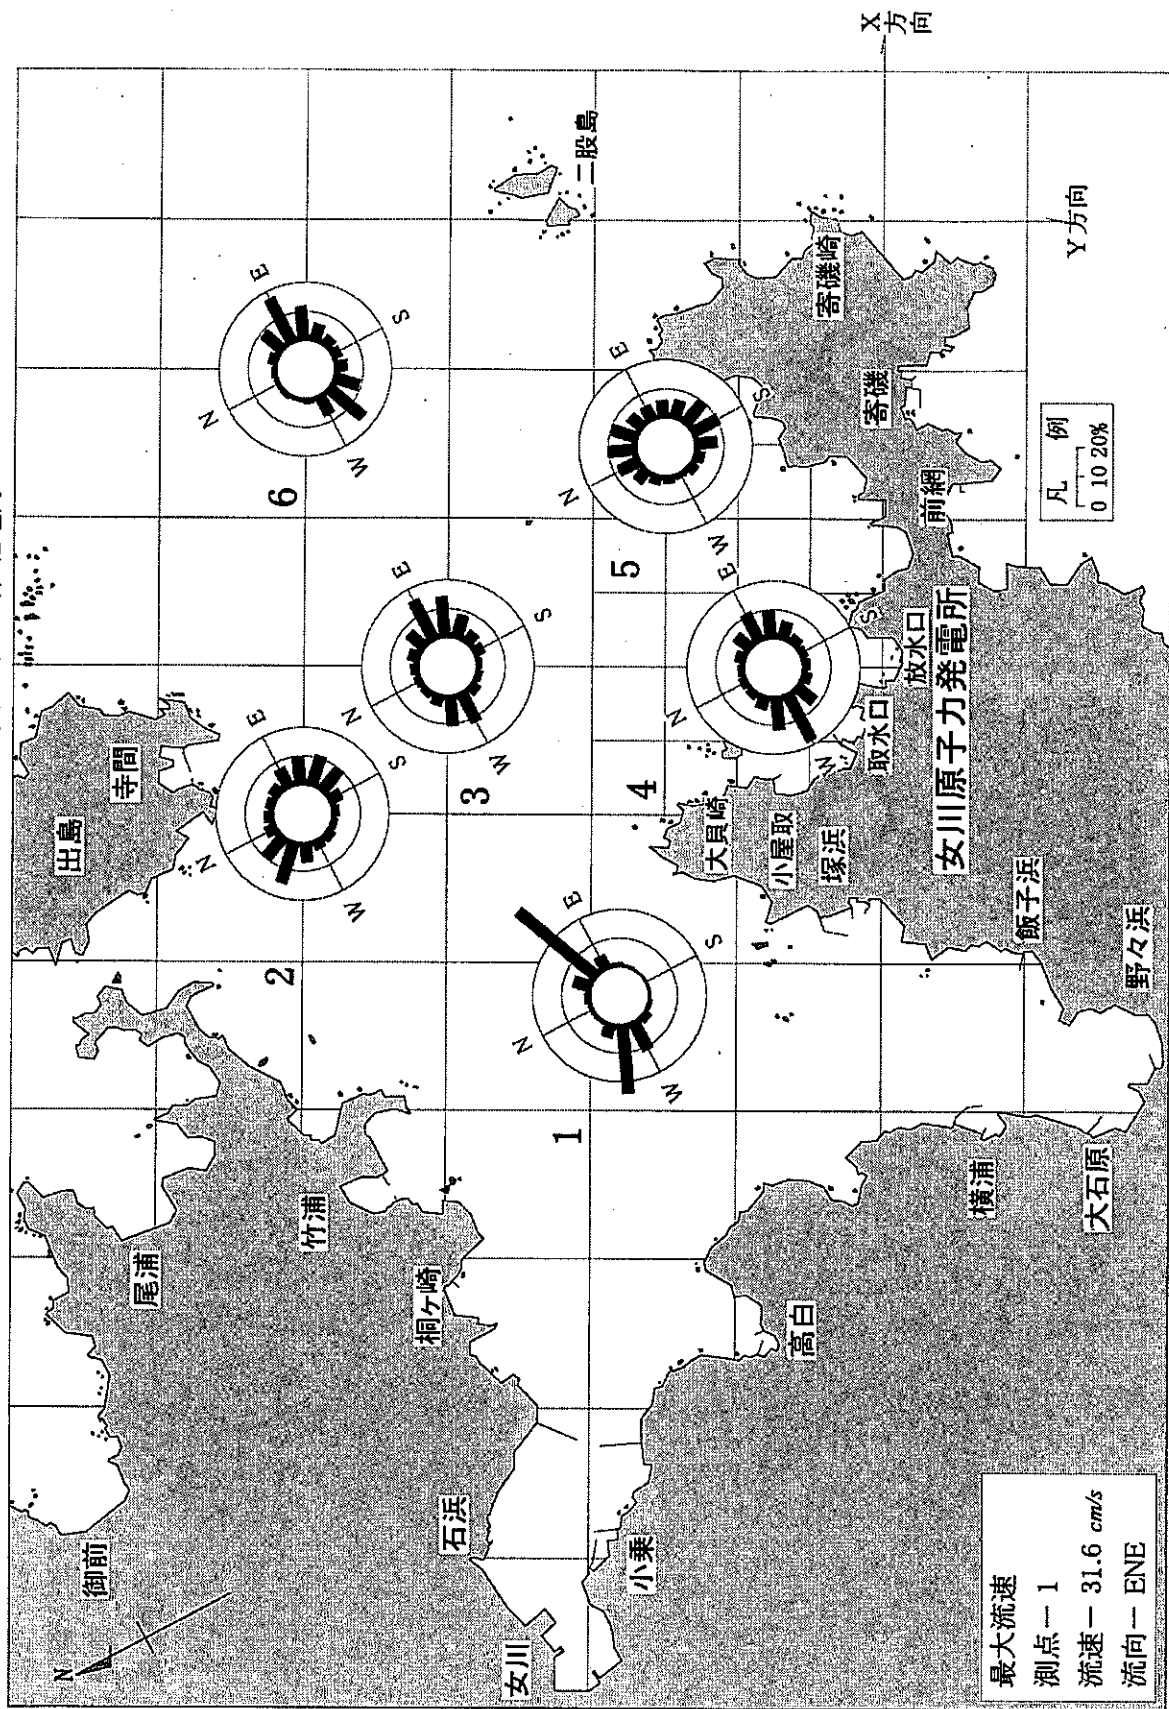 X
方向
Y方向
二股島
寄磯崎
寄磯
前網
凡 例
0 10 20%
E
N
S
W
6
E
N
S
W
5
E
N
S
W
3
E
N
S
W
4
E
N
S
W
2
E
N
S
W
1
出島
寺間
女川原子力発電所
放水口
取水口
大貝崎
小屋取
塚浜
飯子浜
野々浜
尾浦
竹浦
桐ケ崎
高白
横浦
大石原
御前
石浜
小乗
女川
N
最大流速
測点ー 1
流速ー 31.6 cm/s
流向ー ENE